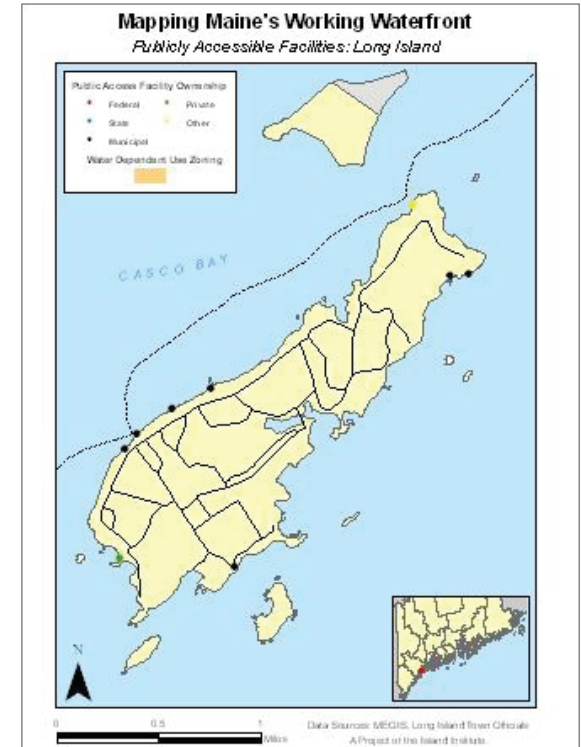 Mapping Maine's Working Waterfront
Publicly Accessible Facilities: Long Island
Public Access Facility Ownership
Federal Private
State Other
Municipal
Water Dependent Use Zoning
CASCO BAY
N
0 0.5 1
Miles
Data Sources: MEGIS, Long Island Town Officials
A Project of the Island Institute.